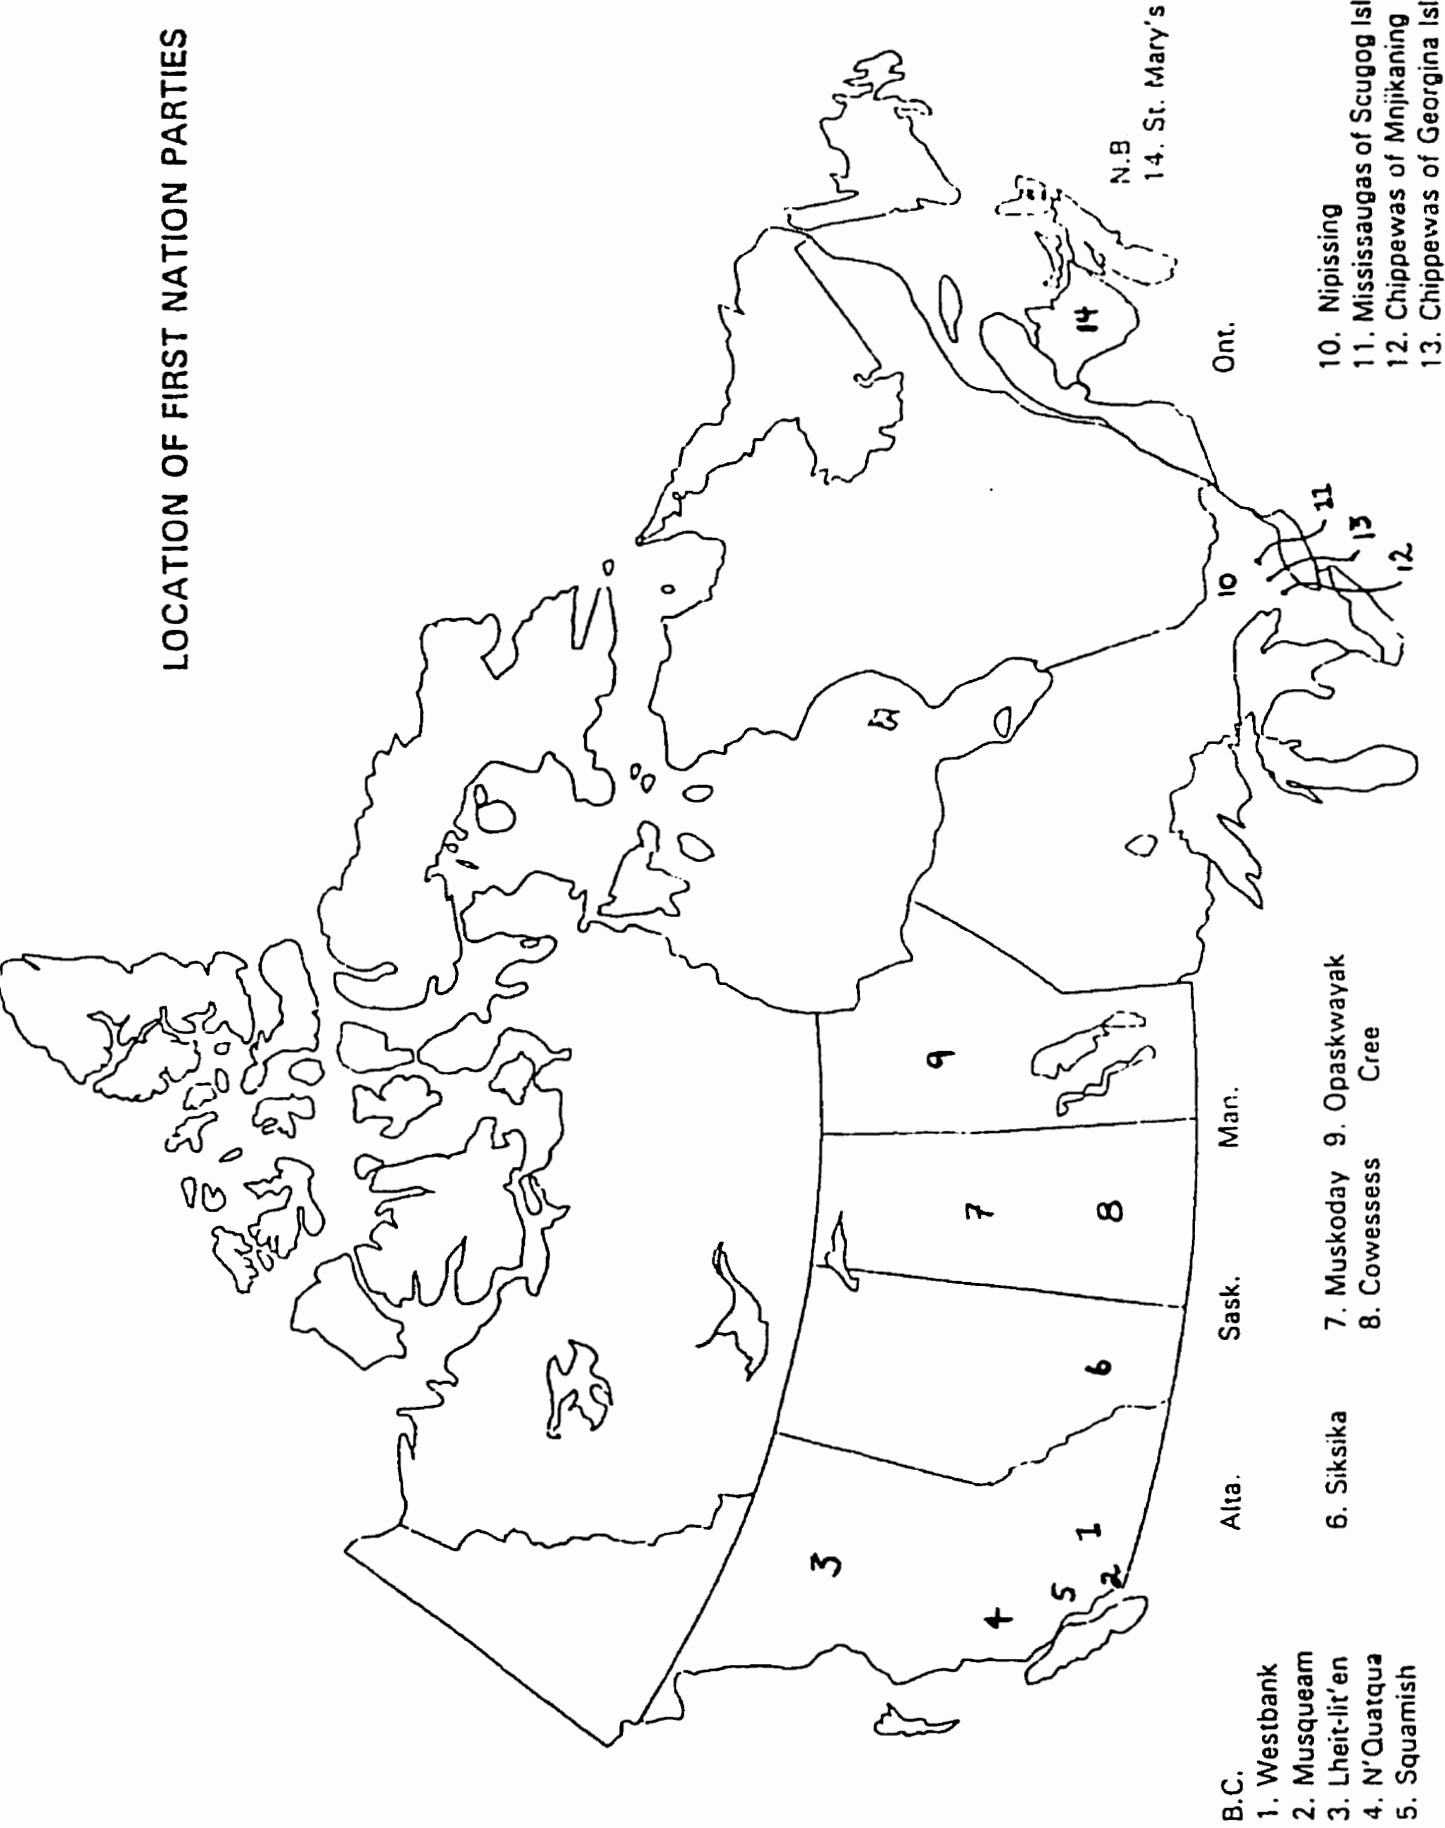 LOCATION OF FIRST NATION PARTIES
3
4
5
2
1
6
7
8
9
10
11
13
12
14
B.C.
1. Westbank
2. Musqueam
3. Lheit-lit'en
4. N'Quatqua
5. Squamish
Alta.
6. Siksika
Sask.
7. Muskoday
8. Cowessess
Man.
9. Opaskwayak
Cree
Ont.
10. Nipissing
11. Mississaugas of Scugog Isl
12. Chippewas of Mnjikaning
13. Chippewas of Georgina Isl
N.B
14. St. Mary's